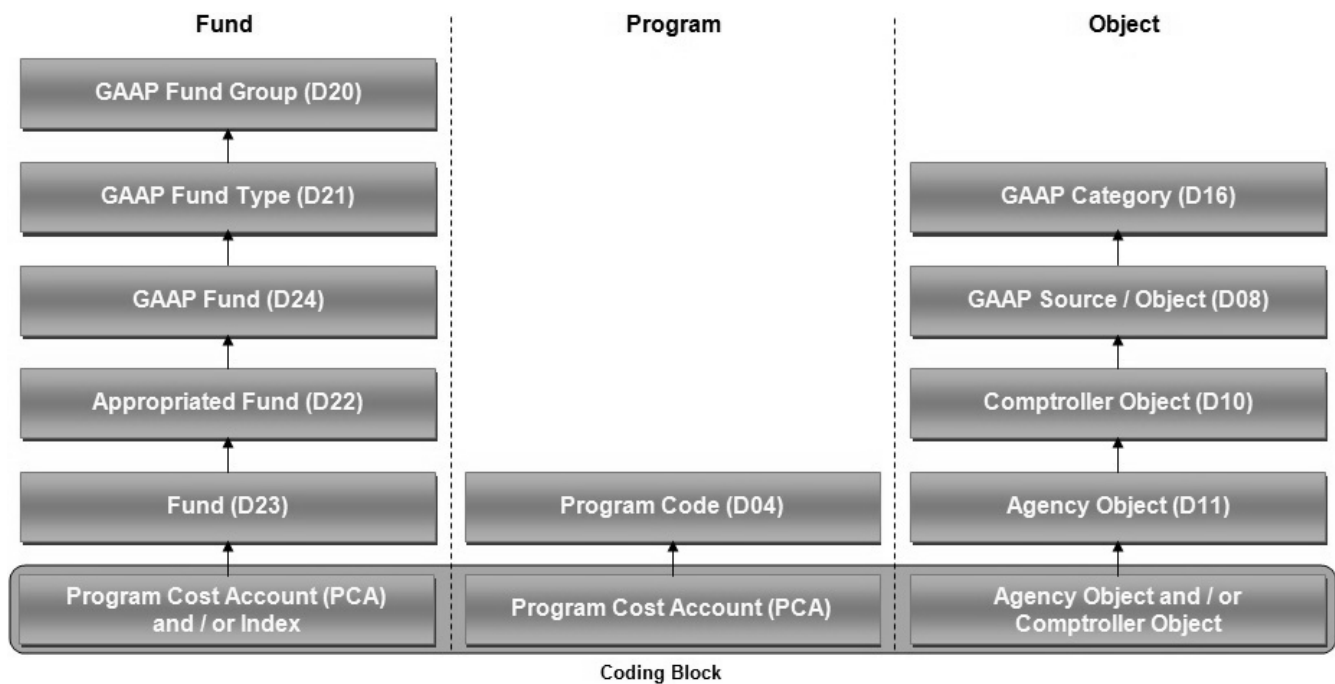 Fund
Program
Object
GAAP Fund Group (D20)
GAAP Fund Type (D21)
GAAP Category (D16)
GAAP Fund (D24)
GAAP Source / Object (D08)
Appropriated Fund (D22)
Comptroller Object (D10)
Fund (D23)
Program Code (D04)
Agency Object (D11)
Program Cost Account (PCA)
and / or Index
Program Cost Account (PCA)
Agency Object and / or
Comptroller Object
Coding Block